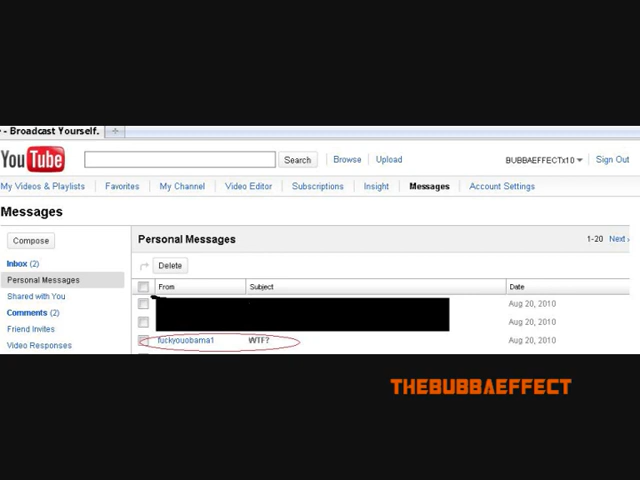 - Broadcast Yourself.
YouTube Search Browse Upload BUBBAEFFECTx10 Sign Out
My Videos & Playlists Favorites My Channel Video Editor Subscriptions Insight Messages Account Settings
Messages
Compose
Personal Messages 1-20 Next
Inbox (2)
Delete
Personal Messages
From Subject Date
Shared with You
Aug 20, 2010
Comments (2)
Aug 20, 2010
Friend Invites
fuckyouobama1 WTF? Aug 20, 2010
Video Responses
THEBUBBAEFFECT